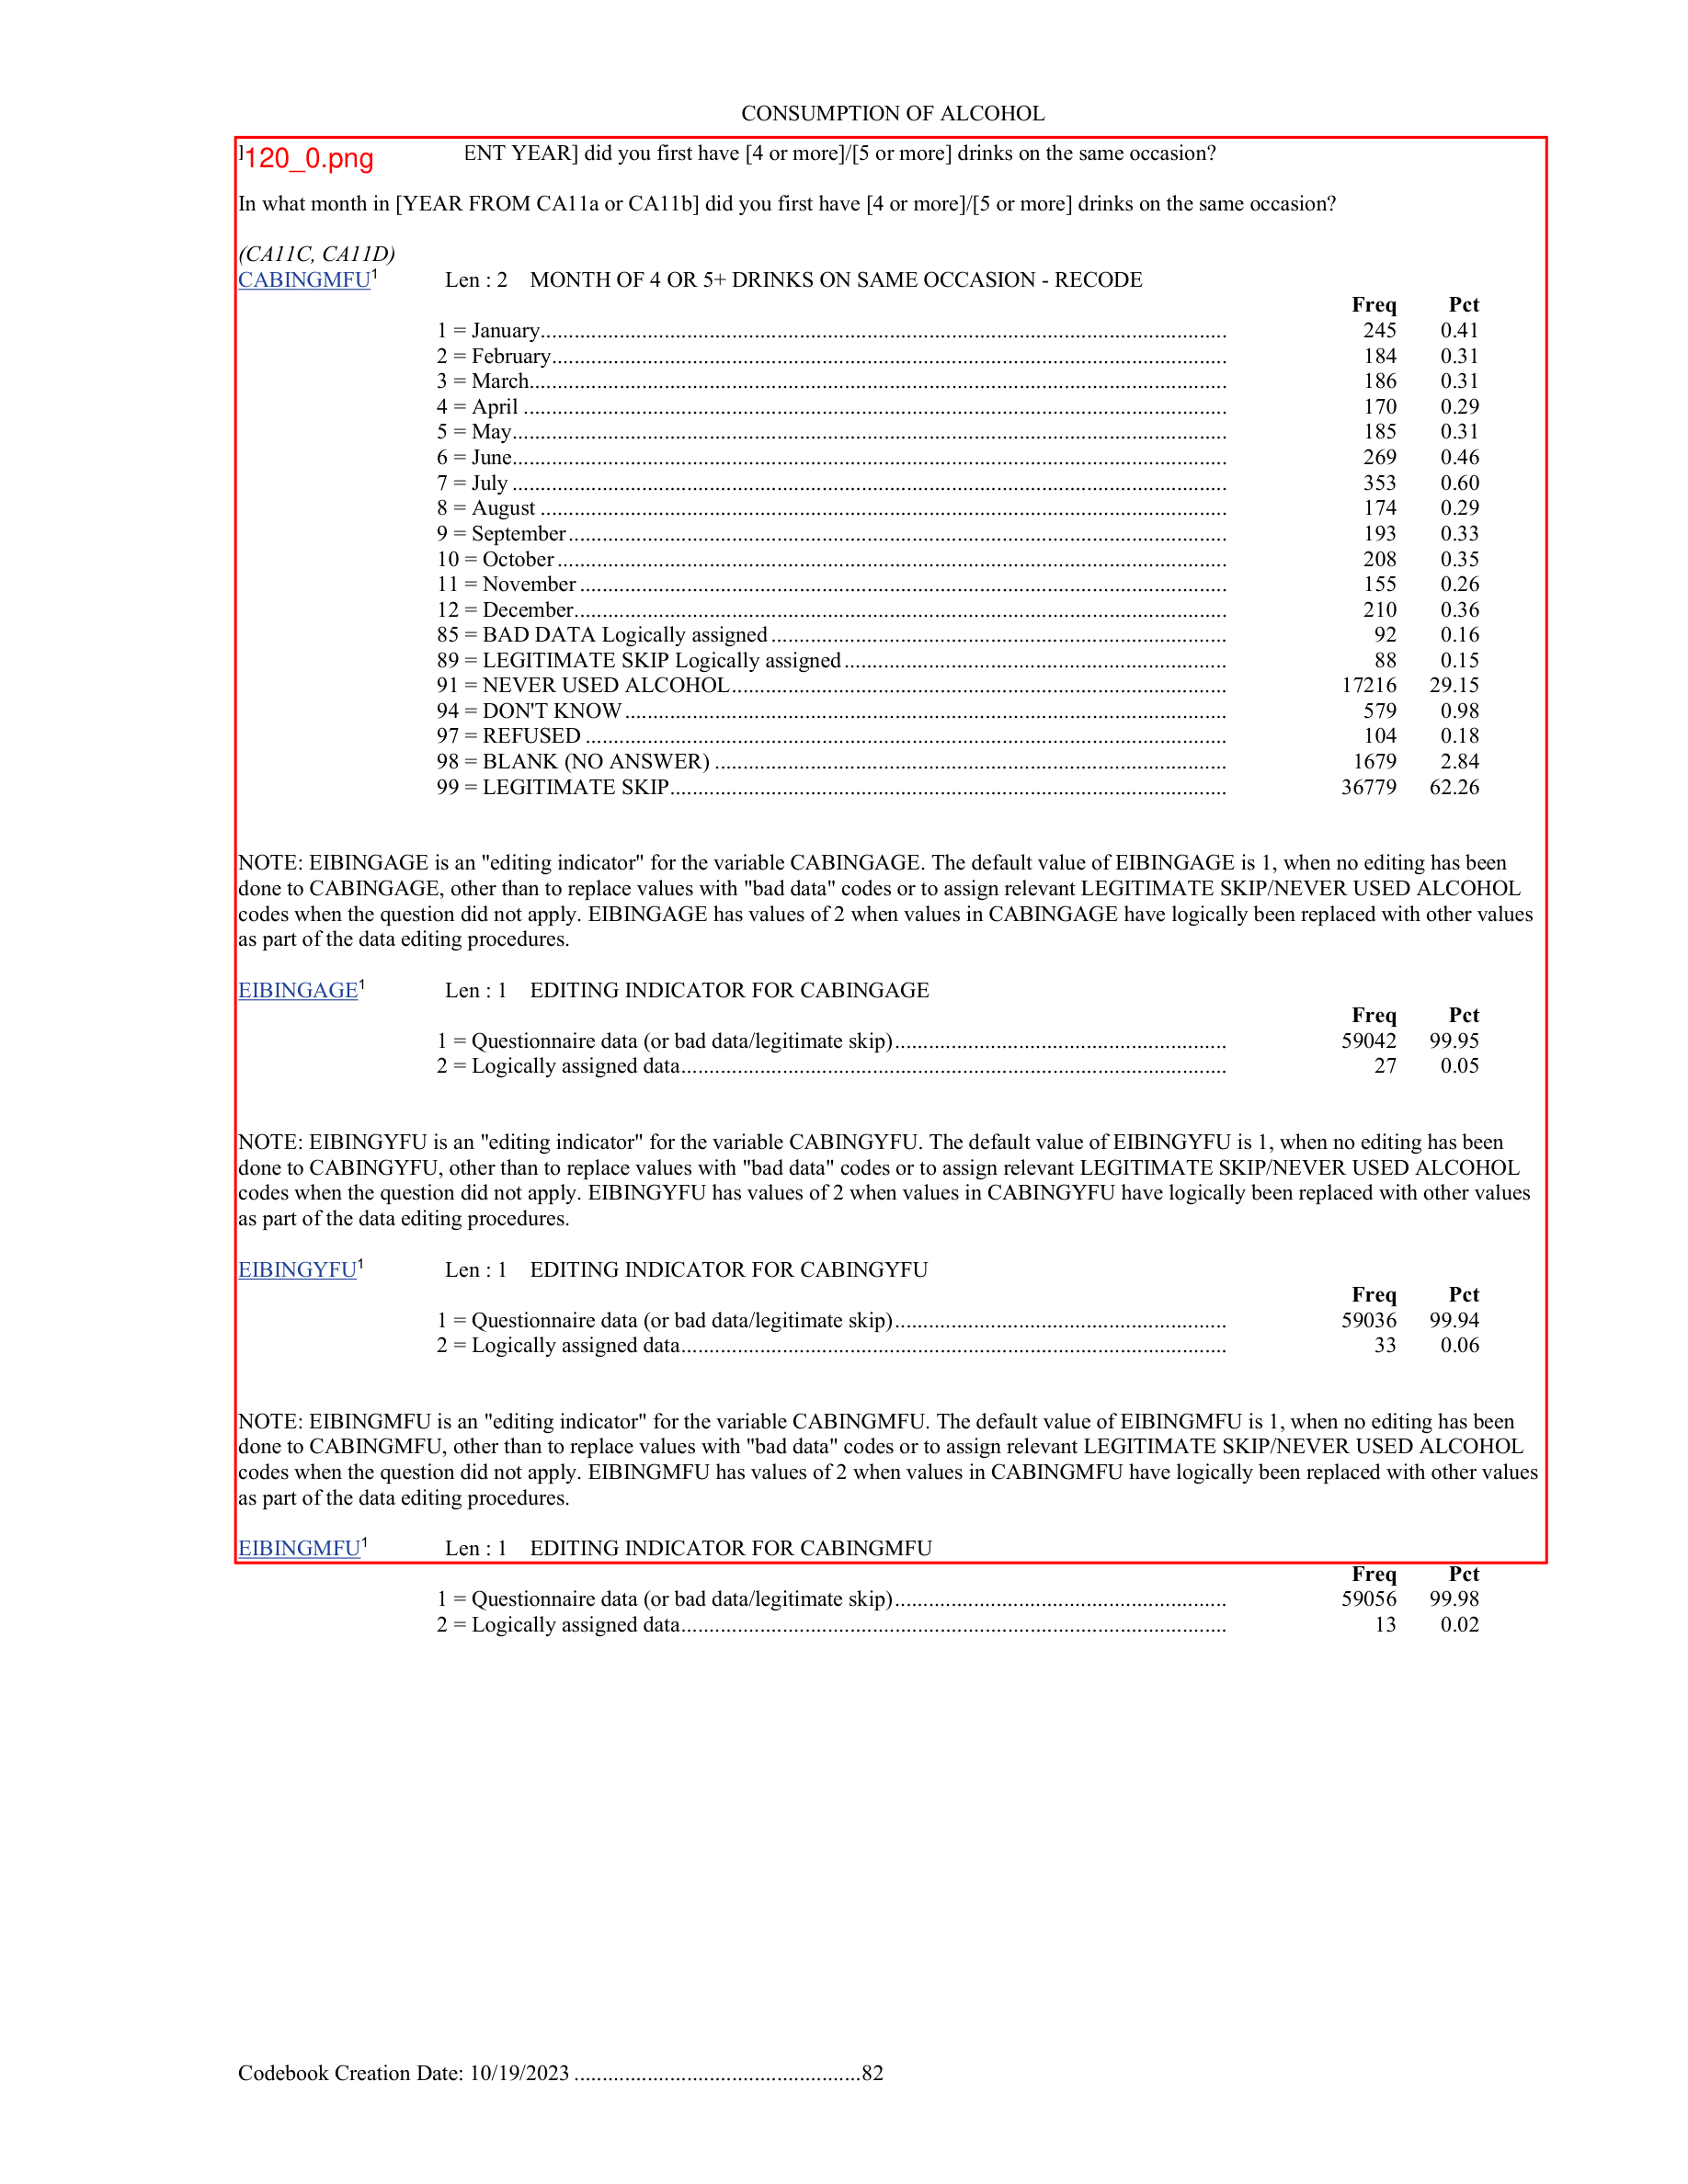 CONSUMPTION OF ALCOHOL
120_0.png ENT YEAR] did you first have [4 or more]/[5 or more] drinks on the same occasion?
In what month in [YEAR FROM CA11a or CA11b] did you first have [4 or more]/[5 or more] drinks on the same occasion?
(CA11C, CA11D)
CABINGMFU¹ Len : 2 MONTH OF 4 OR 5+ DRINKS ON SAME OCCASION - RECODE
Freq Pct
1 = January 245 0.41
2 = February 184 0.31
3 = March 186 0.31
4 = April 170 0.29
5 = May 185 0.31
6 = June 269 0.46
7 = July 353 0.60
8 = August 174 0.29
9 = September 193 0.33
10 = October 208 0.35
11 = November 155 0.26
12 = December 210 0.36
85 = BAD DATA Logically assigned 92 0.16
89 = LEGITIMATE SKIP Logically assigned 88 0.15
91 = NEVER USED ALCOHOL 17216 29.15
94 = DON'T KNOW 579 0.98
97 = REFUSED 104 0.18
98 = BLANK (NO ANSWER) 1679 2.84
99 = LEGITIMATE SKIP 36779 62.26
NOTE: EIBINGAGE is an "editing indicator" for the variable CABINGAGE. The default value of EIBINGAGE is 1, when no editing has been
done to CABINGAGE, other than to replace values with "bad data" codes or to assign relevant LEGITIMATE SKIP/NEVER USED ALCOHOL
codes when the question did not apply. EIBINGAGE has values of 2 when values in CABINGAGE have logically been replaced with other values
as part of the data editing procedures.
EIBINGAGE¹ Len : 1 EDITING INDICATOR FOR CABINGAGE
Freq Pct
1 = Questionnaire data (or bad data/legitimate skip) 59042 99.95
2 = Logically assigned data 27 0.05
NOTE: EIBINGYFU is an "editing indicator" for the variable CABINGYFU. The default value of EIBINGYFU is 1, when no editing has been
done to CABINGYFU, other than to replace values with "bad data" codes or to assign relevant LEGITIMATE SKIP/NEVER USED ALCOHOL
codes when the question did not apply. EIBINGYFU has values of 2 when values in CABINGYFU have logically been replaced with other values
as part of the data editing procedures.
EIBINGYFU¹ Len : 1 EDITING INDICATOR FOR CABINGYFU
Freq Pct
1 = Questionnaire data (or bad data/legitimate skip) 59036 99.94
2 = Logically assigned data 33 0.06
NOTE: EIBINGMFU is an "editing indicator" for the variable CABINGMFU. The default value of EIBINGMFU is 1, when no editing has been
done to CABINGMFU, other than to replace values with "bad data" codes or to assign relevant LEGITIMATE SKIP/NEVER USED ALCOHOL
codes when the question did not apply. EIBINGMFU has values of 2 when values in CABINGMFU have logically been replaced with other values
as part of the data editing procedures.
EIBINGMFU¹ Len : 1 EDITING INDICATOR FOR CABINGMFU
Freq Pct
1 = Questionnaire data (or bad data/legitimate skip) 59056 99.98
2 = Logically assigned data 13 0.02
Codebook Creation Date: 10/19/2023 82